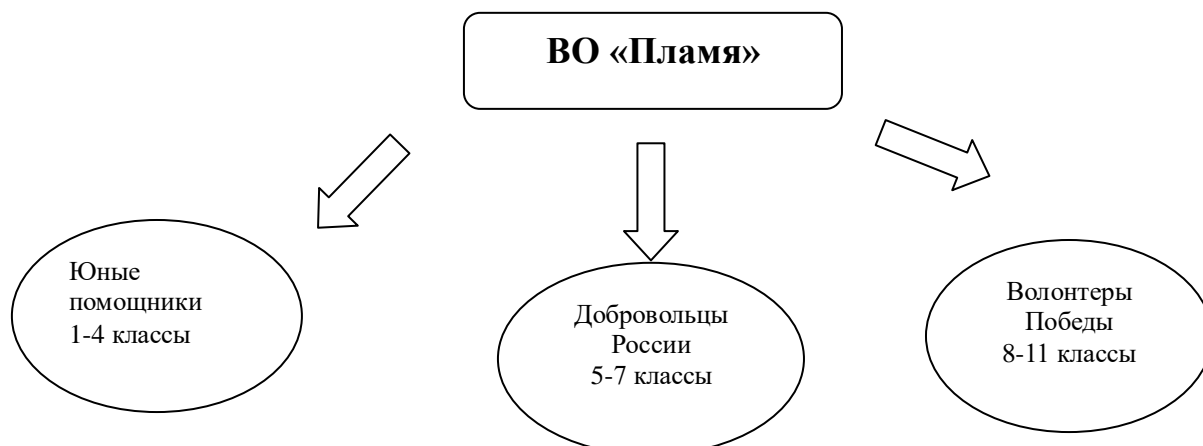 ВО «Пламя»
Юные
помощники
1-4 классы
Добровольцы
России
5-7 классы
Волонтеры
Победы
8-11 классы